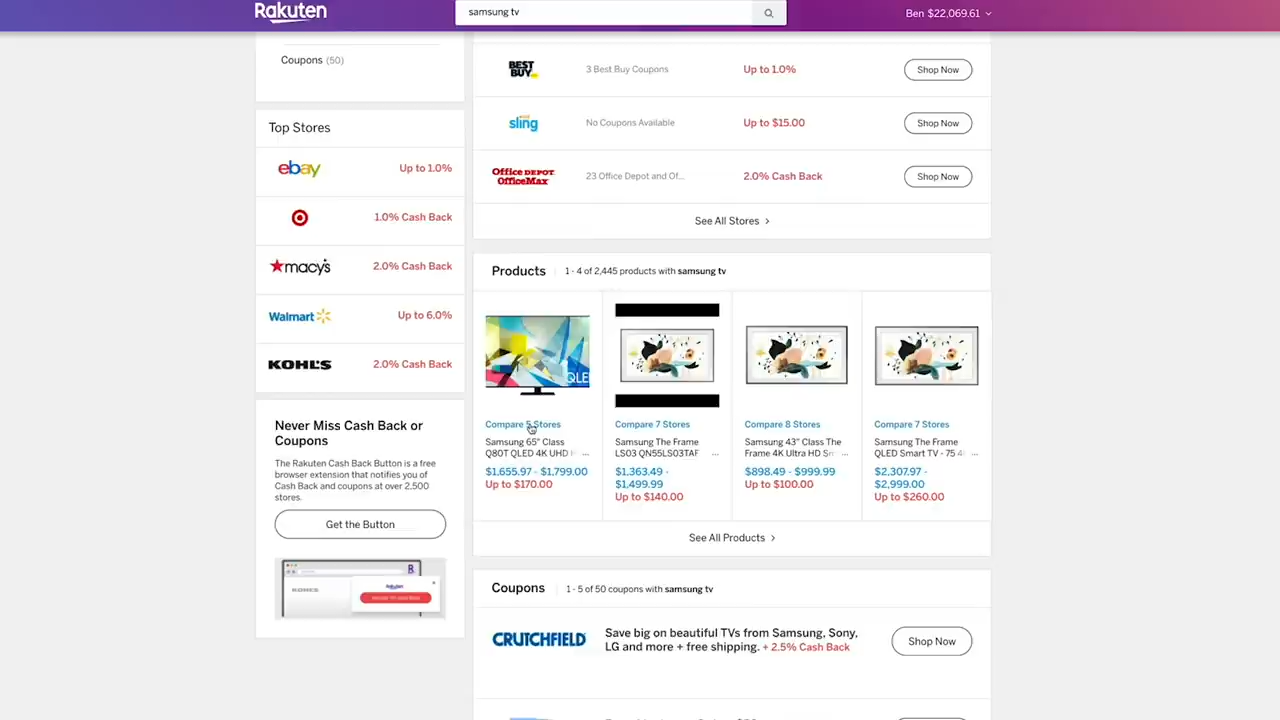 Rakuten
samsung tv
Ben $22,069.61
Coupons (50)
Top Stores
ebay
Up to 1.0%
1.0% Cash Back
macy's
2.0% Cash Back
Walmart
Up to 6.0%
KOHL'S
2.0% Cash Back
Never Miss Cash Back or
Coupons
The Rakuten Cash Back Button is a free
browser extension that notifies you of
Cash Back and coupons at over 2,500
stores.
Get the Button
KOHL'S
Rakuten
BEST
BUY
3 Best Buy Coupons
Up to 1.0%
Shop Now
sling
No Coupons Available
Up to $15.00
Shop Now
Office DEPOT
OfficeMax
23 Office Depot and Of...
2.0% Cash Back
Shop Now
See All Stores >
Products
1 - 4 of 2,445 products with samsung tv
QLE
Compare 5 Stores
Samsung 65" Class
Q80T QLED 4K UHD ...
$1,655.97 - $1,799.00
Up to $170.00
Compare 7 Stores
Samsung The Frame
LS03 QN55LS03TAF ...
$1,363.49 -
$1,499.99
Up to $140.00
Compare 8 Stores
Samsung 43" Class The
Frame 4K Ultra HD Sm...
$898.49 - $999.99
Up to $100.00
Compare 7 Stores
Samsung The Frame
QLED Smart TV - 75 4...
$2,307.97 -
$2,999.00
Up to $260.00
See All Products >
Coupons
1 - 5 of 50 coupons with samsung tv
CRUTCHFIELD
Save big on beautiful TVs from Samsung, Sony,
LG and more + free shipping. + 2.5% Cash Back
Shop Now